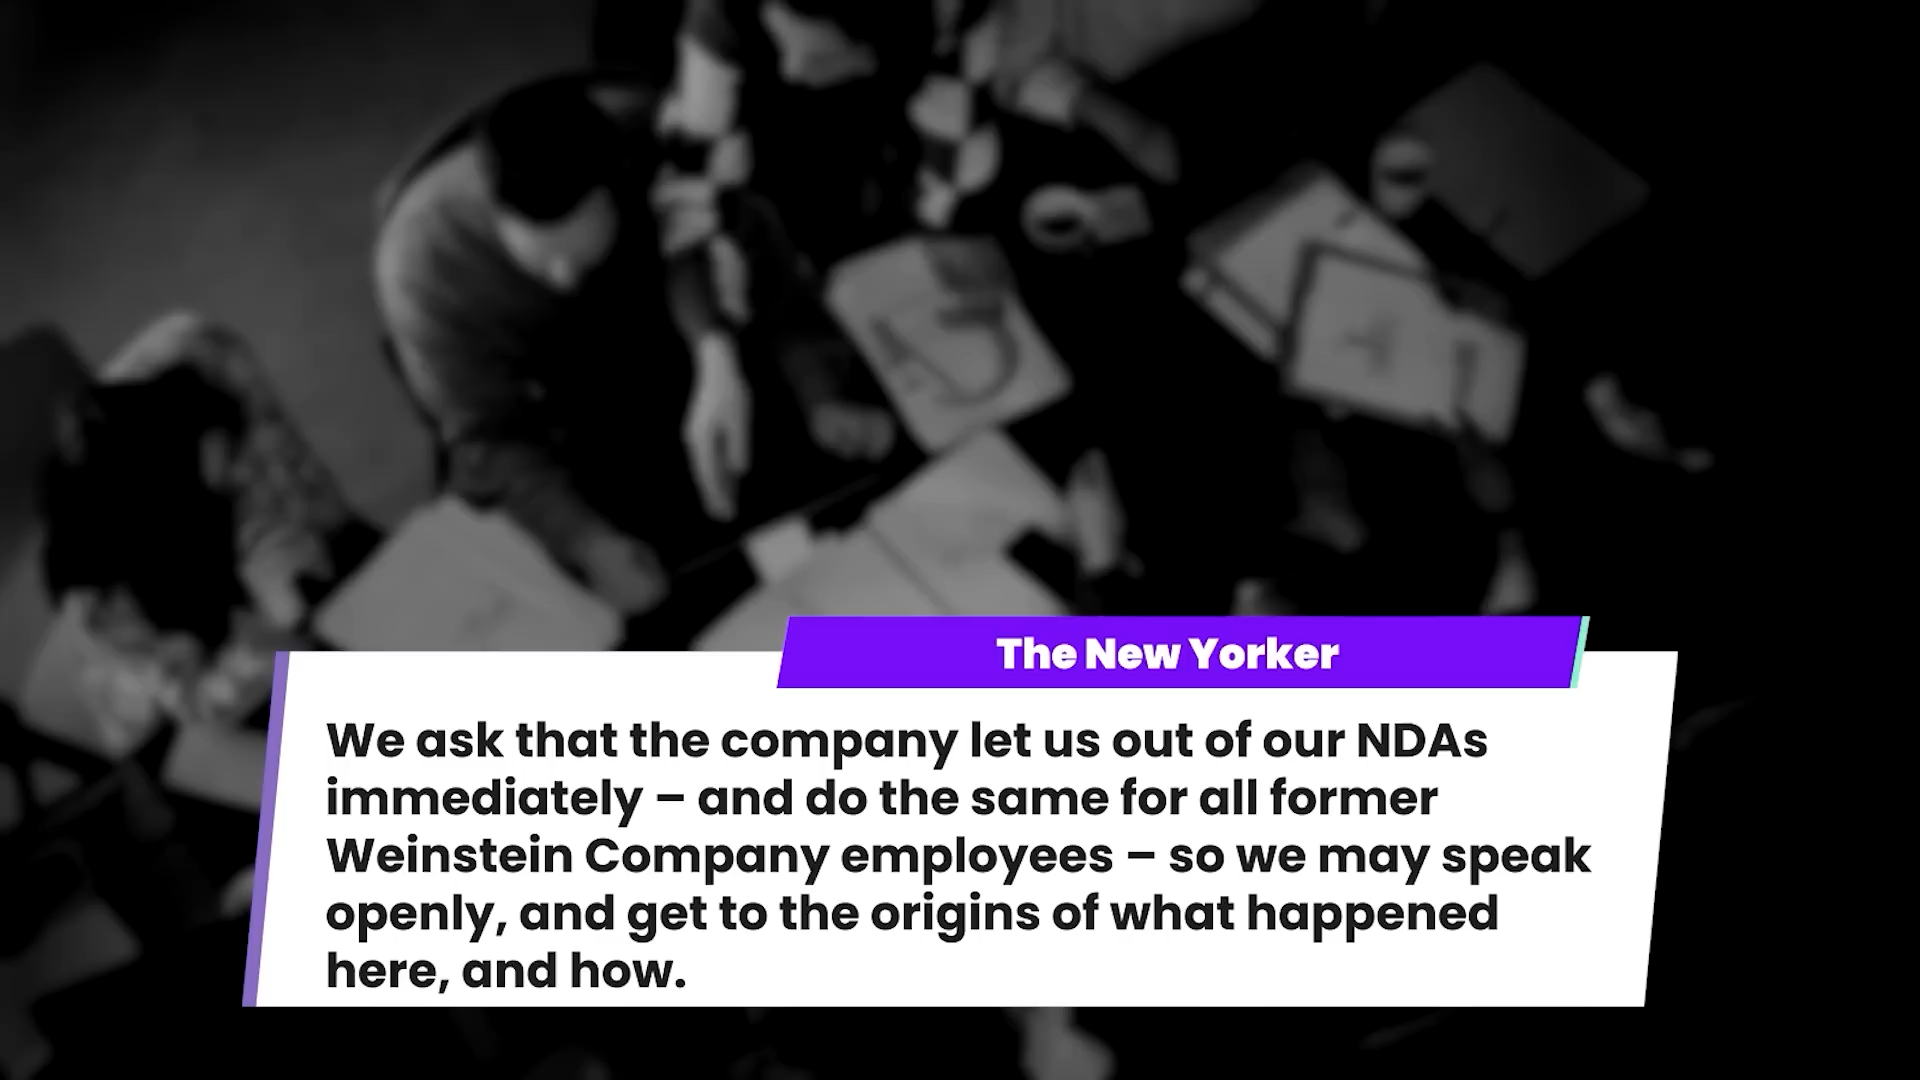 The New Yorker
We ask that the company let us out of our NDAs
immediately – and do the same for all former
Weinstein Company employees – so we may speak
openly, and get to the origins of what happened
here, and how.